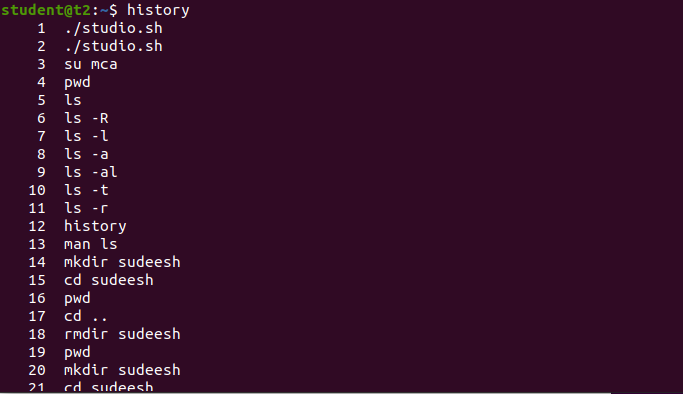 student@t2:~$ history
1 ./studio.sh
2 ./studio.sh
3 su mca
4 pwd
5 ls
6 ls -R
7 ls -l
8 ls -a
9 ls -al
10 ls -t
11 ls -r
12 history
13 man ls
14 mkdir sudeesh
15 cd sudeesh
16 pwd
17 cd ..
18 rmdir sudeesh
19 pwd
20 mkdir sudeesh
21 cd sudeesh